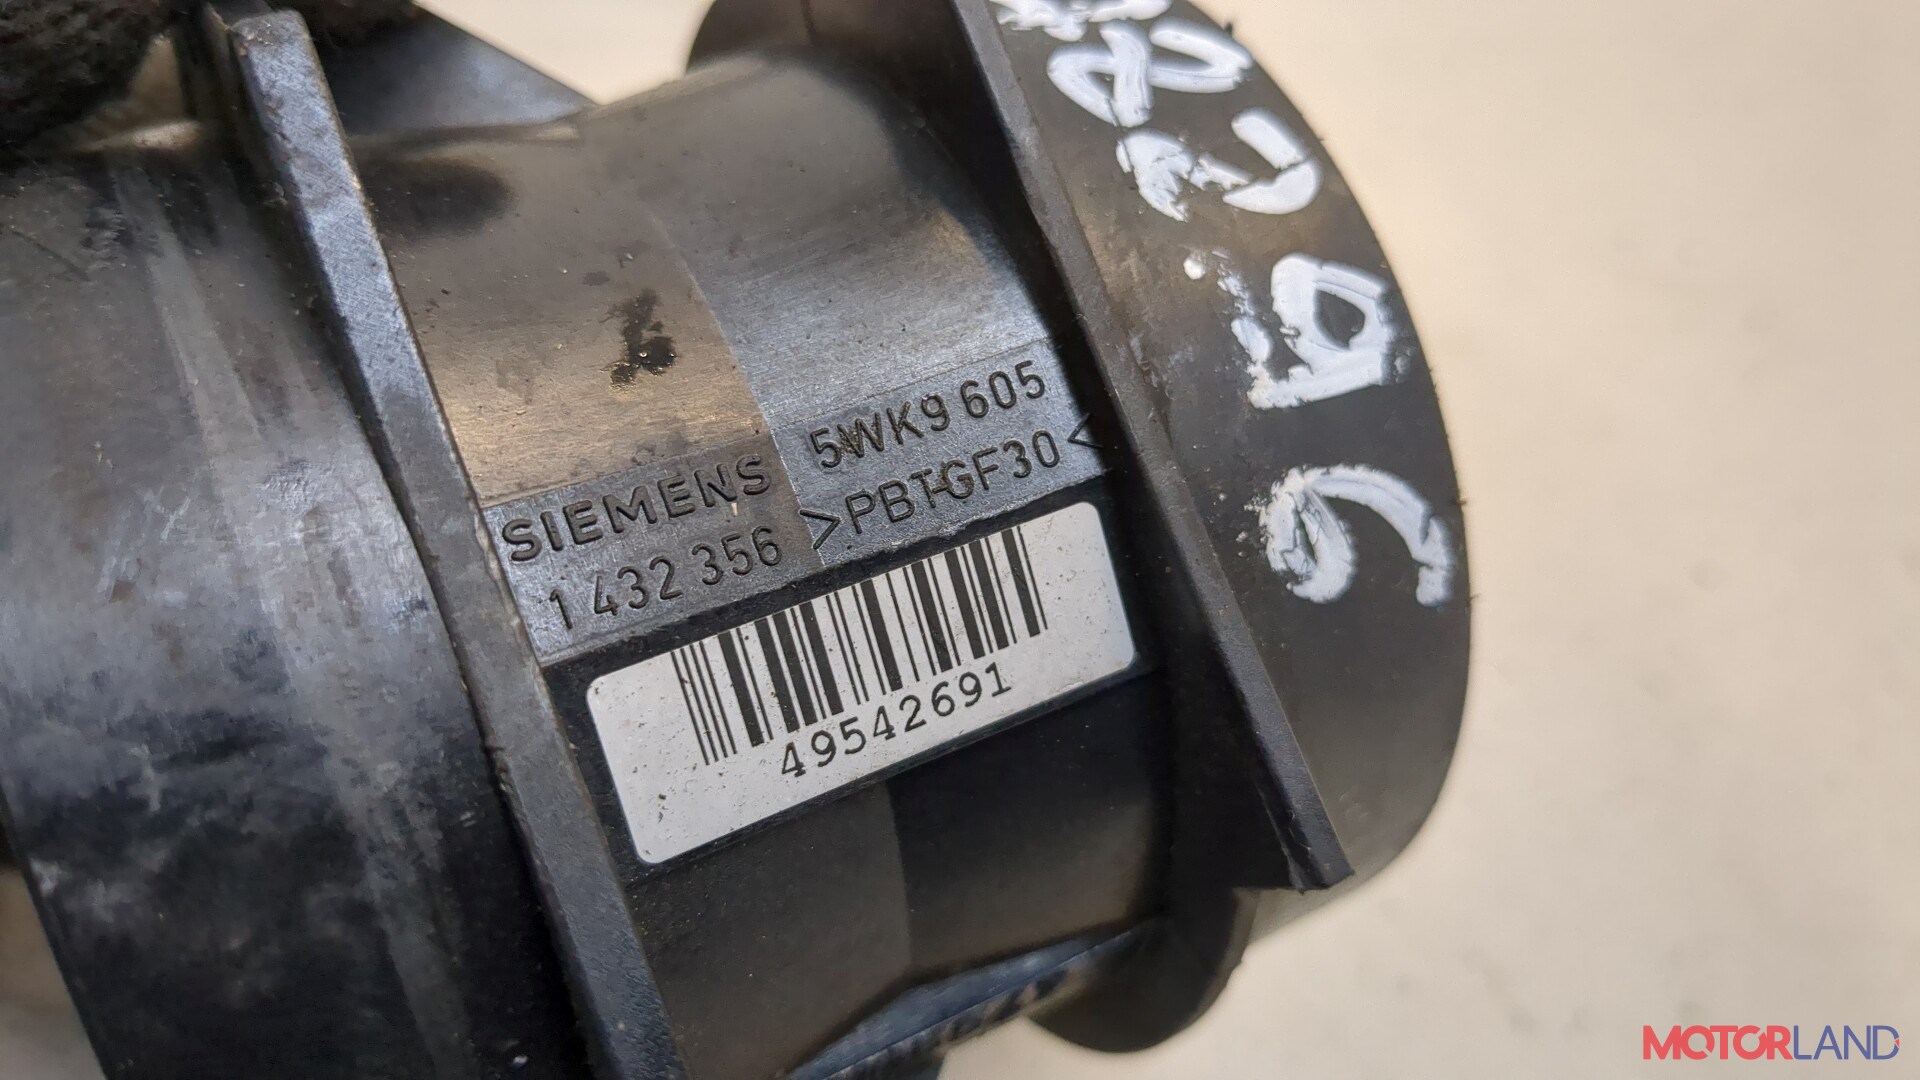 SIEMENS 5WK9 605
1 432 356 >PBT-GF30<
49542691
MOTORLAND